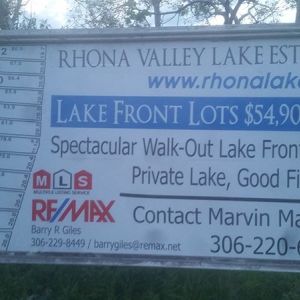 RHONA VALLEY LAKE EST
www.rhonalake
LAKE FRONT LOTS $54,90
Spectacular Walk-Out Lake Front
Private Lake, Good Fi
MLS
MULTIPLE LISTING SERVICE
RE/MAX
Contact Marvin Ma
Barry R Giles
306-229-8449 / barrygiles@remax.net
306-220-6